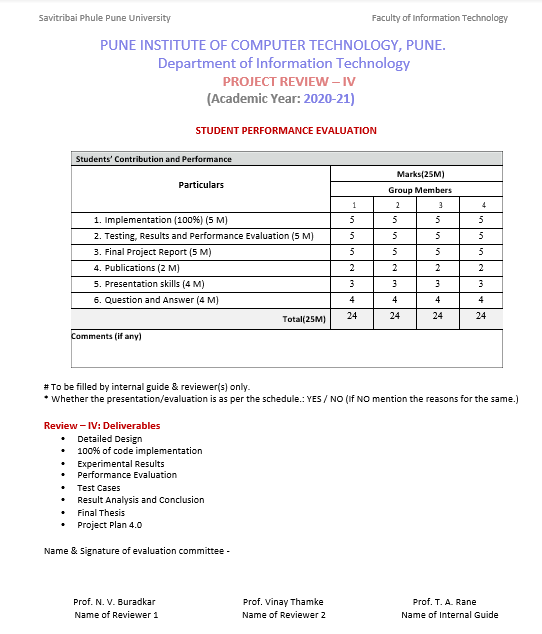 Savitribai Phule Pune University Faculty of Information Technology
PUNE INSTITUTE OF COMPUTER TECHNOLOGY, PUNE.
Department of Information Technology
PROJECT REVIEW – IV
(Academic Year: 2020-21)
STUDENT PERFORMANCE EVALUATION
Students' Contribution and Performance
Particulars
Marks(25M)
Group Members
1 2 3 4
1. Implementation (100%) (5 M) 5 5 5 5
2. Testing, Results and Performance Evaluation (5 M) 5 5 5 5
3. Final Project Report (5 M) 5 5 5 5
4. Publications (2 M) 2 2 2 2
5. Presentation skills (4 M) 3 3 3 3
6. Question and Answer (4 M) 4 4 4 4
Total(25M) 24 24 24 24
Comments (if any)
# To be filled by internal guide & reviewer(s) only.
* Whether the presentation/evaluation is as per the schedule.: YES / NO (If NO mention the reasons for the same.)
Review – IV: Deliverables
• Detailed Design
• 100% of code implementation
• Experimental Results
• Performance Evaluation
• Test Cases
• Result Analysis and Conclusion
• Final Thesis
• Project Plan 4.0
Name & Signature of evaluation committee -
Prof. N. V. Buradkar Prof. Vinay Thamke Prof. T. A. Rane
Name of Reviewer 1 Name of Reviewer 2 Name of Internal Guide